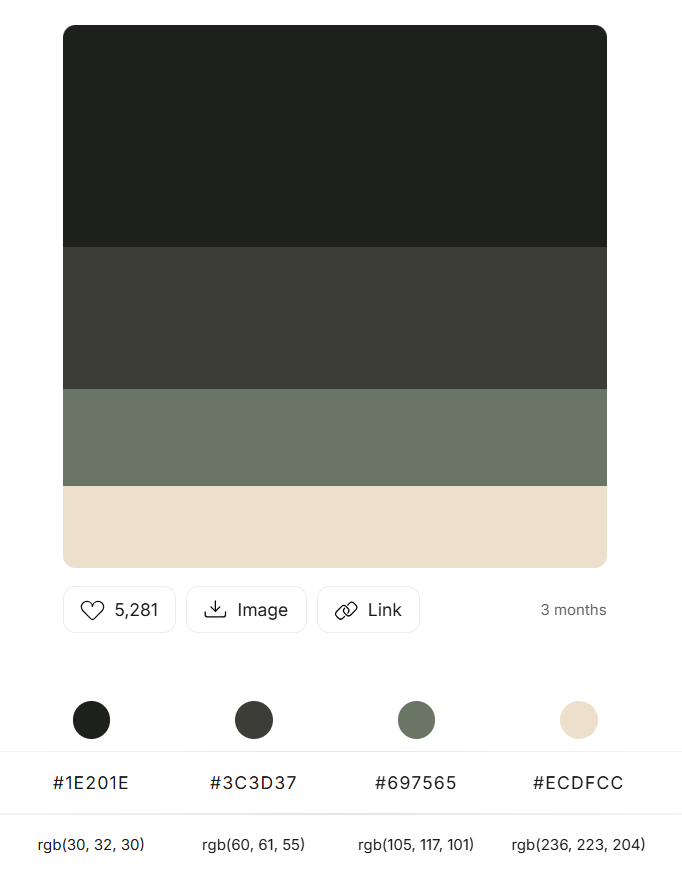 5,281 Image Link 3 months
#1E201E #3C3D37 #697565 #ECDFCC
rgb(30, 32, 30) rgb(60, 61, 55) rgb(105, 117, 101) rgb(236, 223, 204)